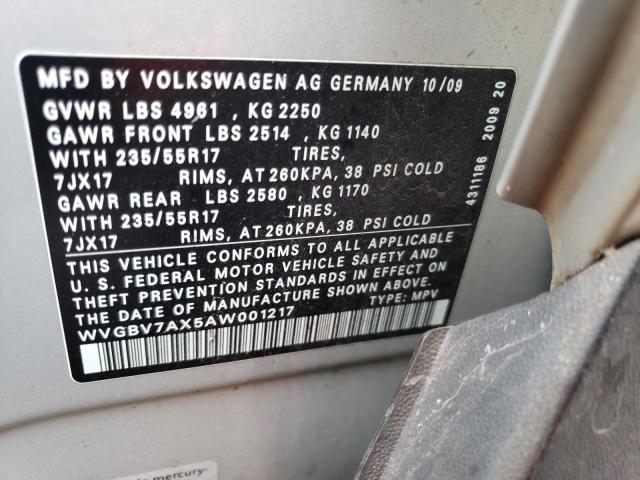 MFD BY VOLKSWAGEN AG GERMANY 10/09
GVWR LBS 4961 , KG 2250
GAWR FRONT LBS 2514 , KG 1140
WITH 235/55R17 TIRES,
7JX17 RIMS, AT 260KPA, 38 PSI COLD
GAWR REAR LBS 2580 , KG 1170
WITH 235/55R17 TIRES,
7JX17 RIMS, AT 260KPA, 38 PSI COLD
THIS VEHICLE CONFORMS TO ALL APPLICABLE
U. S. FEDERAL MOTOR VEHICLE SAFETY AND
THEFT PREVENTION STANDARDS IN EFFECT ON
THE DATE OF MANUFACTURE SHOWN ABOVE.
WVGBV7AX5AW001217 TYPE: MPV
4311186 2009 20
mercury-